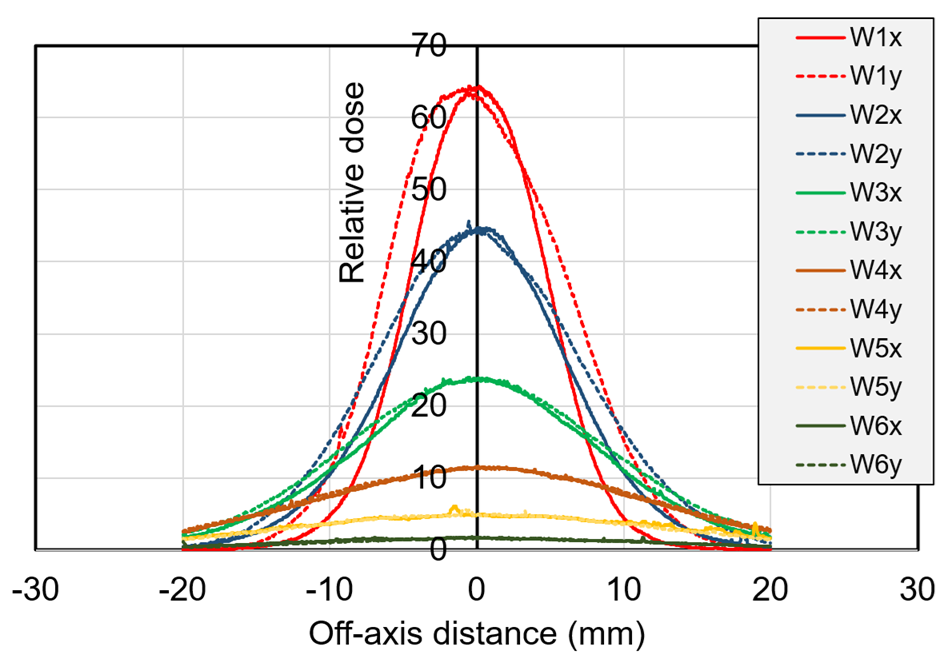 70
60
50
40
30
20
10
0
Relative dose
-30 -20 -10 0 10 20 30
Off-axis distance (mm)
W1x
W1y
W2x
W2y
W3x
W3y
W4x
W4y
W5x
W5y
W6x
W6y